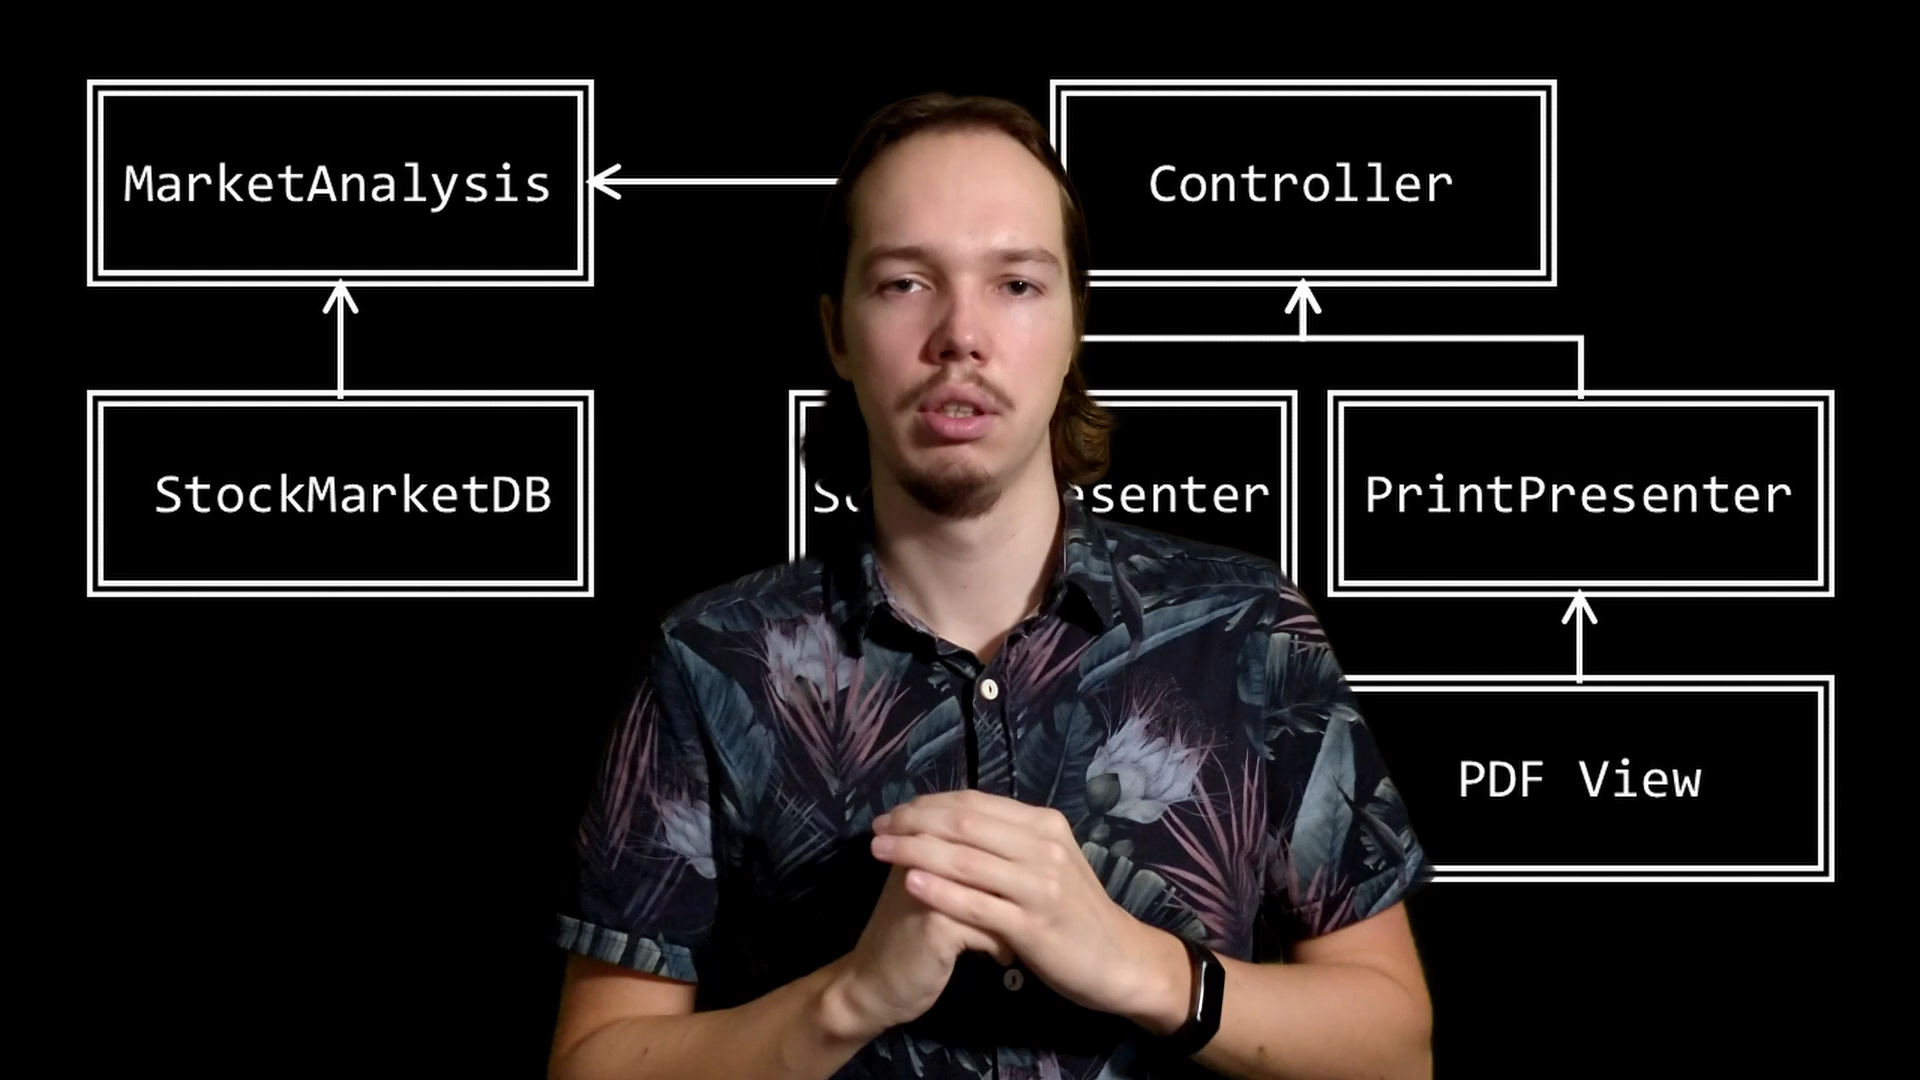 MarketAnalysis
Controller
StockMarketDB
PrintPresenter
PDF View